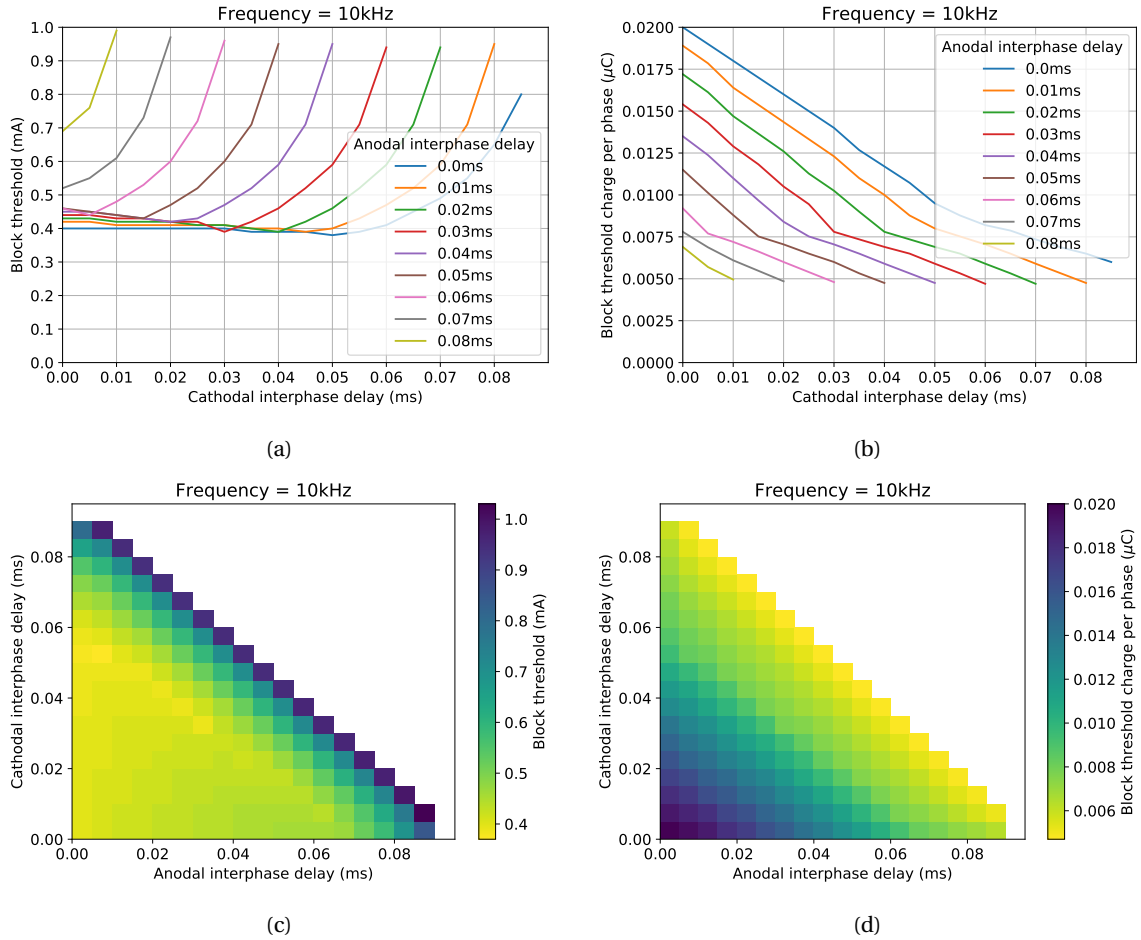 Frequency = 10kHz
Block threshold (mA)
1.0
0.9
0.8
0.7
0.6
0.5
0.4
0.3
0.2
0.1
0.0
Anodal interphase delay
0.0ms
0.01ms
0.02ms
0.03ms
0.04ms
0.05ms
0.06ms
0.07ms
0.08ms
0.00 0.01 0.02 0.03 0.04 0.05 0.06 0.07 0.08
Cathodal interphase delay (ms)
(a)
Frequency = 10kHz
Block threshold charge per phase (μC)
0.0200
0.0175
0.0150
0.0125
0.0100
0.0075
0.0050
0.0025
0.0000
Anodal interphase delay
0.0ms
0.01ms
0.02ms
0.03ms
0.04ms
0.05ms
0.06ms
0.07ms
0.08ms
0.00 0.01 0.02 0.03 0.04 0.05 0.06 0.07 0.08
Cathodal interphase delay (ms)
(b)
Frequency = 10kHz
Cathodal interphase delay (ms)
0.08
0.06
0.04
0.02
0.00
0.00 0.02 0.04 0.06 0.08
Anodal interphase delay (ms)
1.0
0.9
0.8
0.7
0.6
0.5
0.4
Block threshold (mA)
(c)
Frequency = 10kHz
Cathodal interphase delay (ms)
0.08
0.06
0.04
0.02
0.00
0.00 0.02 0.04 0.06 0.08
Anodal interphase delay (ms)
0.020
0.018
0.016
0.014
0.012
0.010
0.008
0.006
Block threshold charge per phase (μC)
(d)